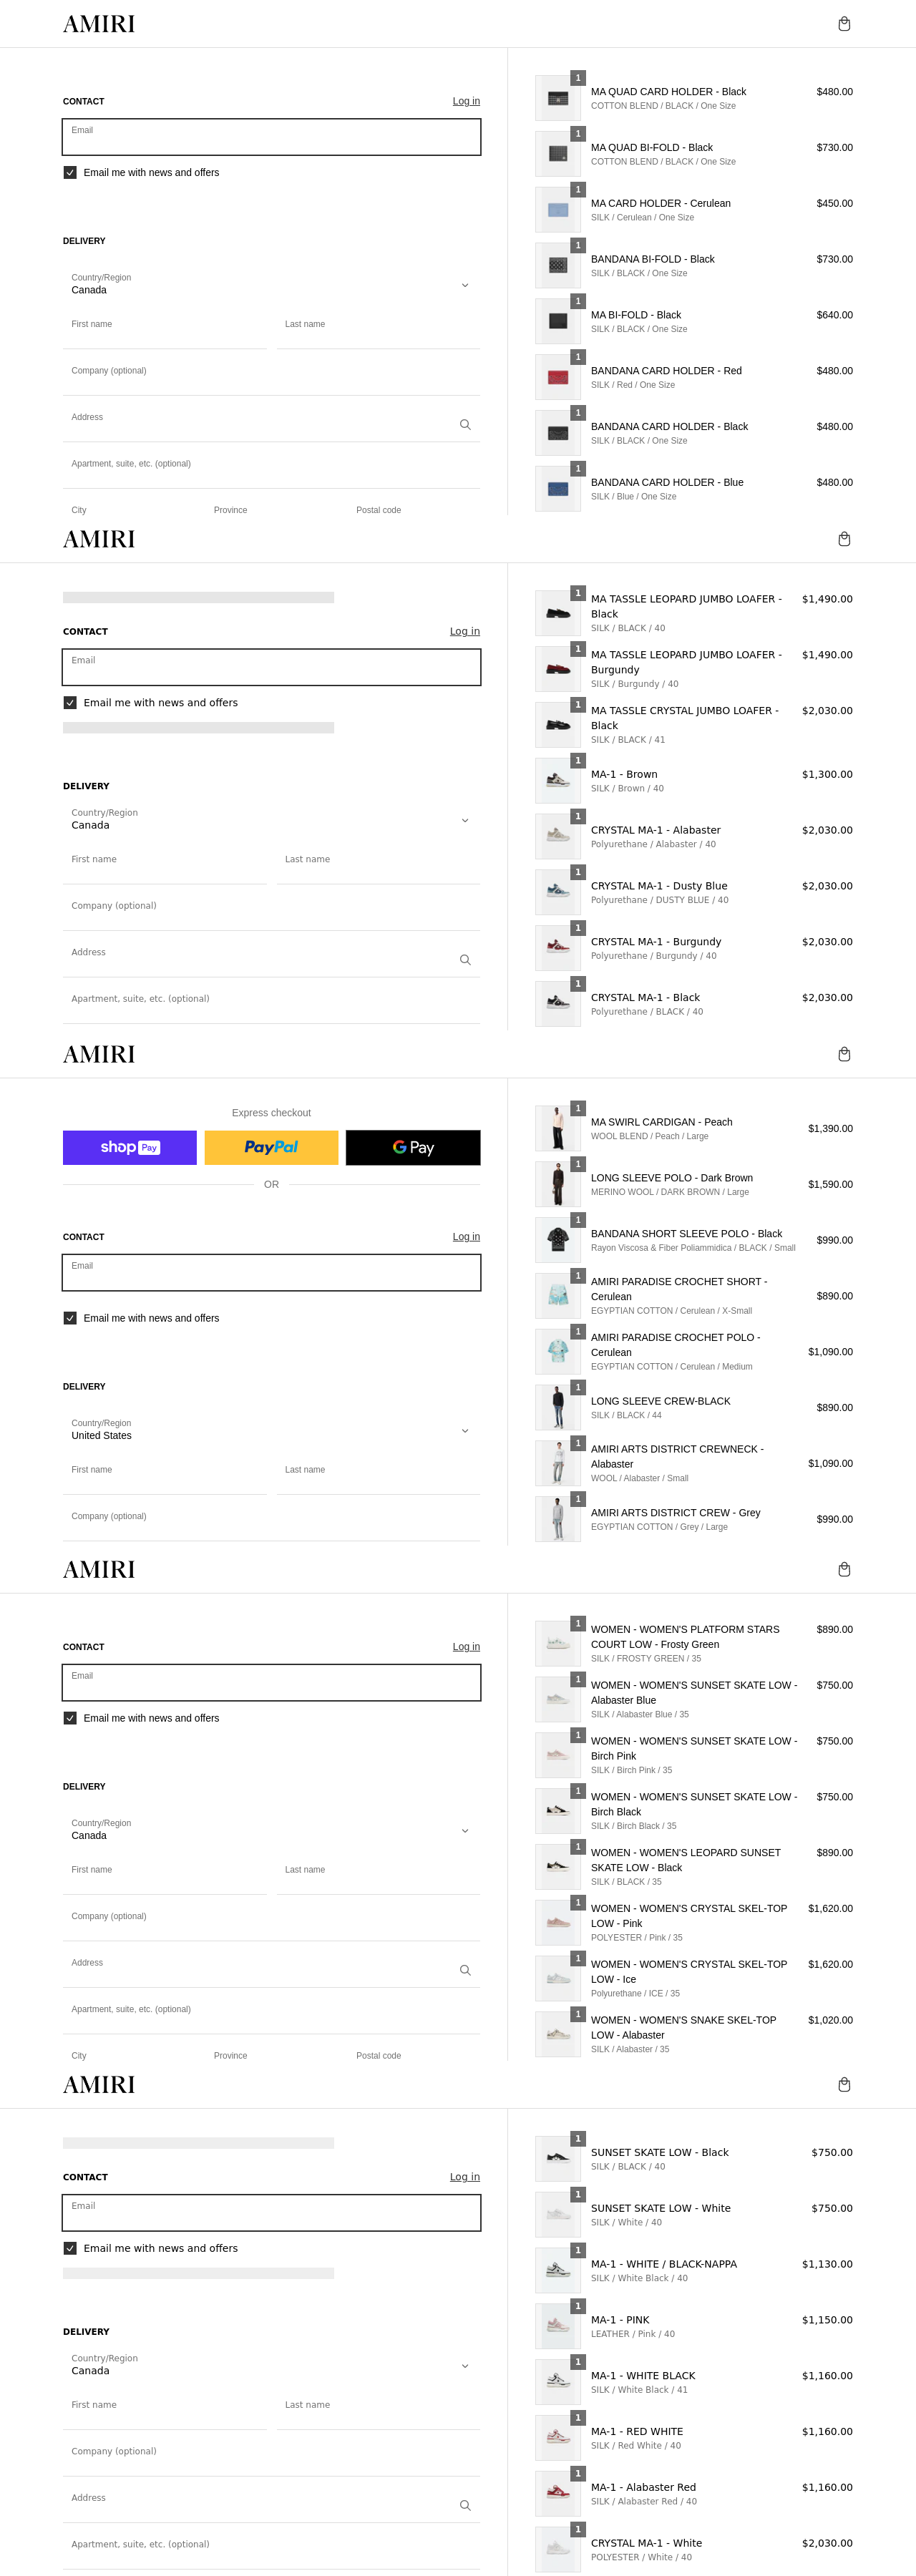 AMIRI
CONTACT
Log in
Email
Email me with news and offers
DELIVERY
Country/Region
Canada
First name
Last name
Company (optional)
Address
Apartment, suite, etc. (optional)
City
Province
Postal code
1
MA QUAD CARD HOLDER - Black
$480.00
COTTON BLEND / BLACK / One Size
1
MA QUAD BI-FOLD - Black
$730.00
COTTON BLEND / BLACK / One Size
1
MA CARD HOLDER - Cerulean
$450.00
SILK / Cerulean / One Size
1
BANDANA BI-FOLD - Black
$730.00
SILK / BLACK / One Size
1
MA BI-FOLD - Black
$640.00
SILK / BLACK / One Size
1
BANDANA CARD HOLDER - Red
$480.00
SILK / Red / One Size
1
BANDANA CARD HOLDER - Black
$480.00
SILK / BLACK / One Size
1
BANDANA CARD HOLDER - Blue
$480.00
SILK / Blue / One Size
AMIRI
CONTACT
Log in
Email
Email me with news and offers
DELIVERY
Country/Region
Canada
First name
Last name
Company (optional)
Address
Apartment, suite, etc. (optional)
1
MA TASSLE LEOPARD JUMBO LOAFER -
Black
$1,490.00
SILK / BLACK / 40
1
MA TASSLE LEOPARD JUMBO LOAFER -
Burgundy
$1,490.00
SILK / Burgundy / 40
1
MA TASSLE CRYSTAL JUMBO LOAFER -
Black
$2,030.00
SILK / BLACK / 41
1
MA-1 - Brown
$1,300.00
SILK / Brown / 40
1
CRYSTAL MA-1 - Alabaster
$2,030.00
Polyurethane / Alabaster / 40
1
CRYSTAL MA-1 - Dusty Blue
$2,030.00
Polyurethane / DUSTY BLUE / 40
1
CRYSTAL MA-1 - Burgundy
$2,030.00
Polyurethane / Burgundy / 40
1
CRYSTAL MA-1 - Black
$2,030.00
Polyurethane / BLACK / 40
AMIRI
Express checkout
shop Pay
PayPal
G Pay
OR
CONTACT
Log in
Email
Email me with news and offers
DELIVERY
Country/Region
United States
First name
Last name
Company (optional)
1
MA SWIRL CARDIGAN - Peach
$1,390.00
WOOL BLEND / Peach / Large
1
LONG SLEEVE POLO - Dark Brown
$1,590.00
MERINO WOOL / DARK BROWN / Large
1
BANDANA SHORT SLEEVE POLO - Black
$990.00
Rayon Viscosa & Fiber Poliammidica / BLACK / Small
1
AMIRI PARADISE CROCHET SHORT -
Cerulean
$890.00
EGYPTIAN COTTON / Cerulean / X-Small
1
AMIRI PARADISE CROCHET POLO -
Cerulean
$1,090.00
EGYPTIAN COTTON / Cerulean / Medium
1
LONG SLEEVE CREW-BLACK
$890.00
SILK / BLACK / 44
1
AMIRI ARTS DISTRICT CREWNECK -
Alabaster
$1,090.00
WOOL / Alabaster / Small
1
AMIRI ARTS DISTRICT CREW - Grey
$990.00
EGYPTIAN COTTON / Grey / Large
AMIRI
CONTACT
Log in
Email
Email me with news and offers
DELIVERY
Country/Region
Canada
First name
Last name
Company (optional)
Address
Apartment, suite, etc. (optional)
City
Province
Postal code
1
WOMEN - WOMEN'S PLATFORM STARS
COURT LOW - Frosty Green
$890.00
SILK / FROSTY GREEN / 35
1
WOMEN - WOMEN'S SUNSET SKATE LOW -
Alabaster Blue
$750.00
SILK / Alabaster Blue / 35
1
WOMEN - WOMEN'S SUNSET SKATE LOW -
Birch Pink
$750.00
SILK / Birch Pink / 35
1
WOMEN - WOMEN'S SUNSET SKATE LOW -
Birch Black
$750.00
SILK / Birch Black / 35
1
WOMEN - WOMEN'S LEOPARD SUNSET
SKATE LOW - Black
$890.00
SILK / BLACK / 35
1
WOMEN - WOMEN'S CRYSTAL SKEL-TOP
LOW - Pink
$1,620.00
POLYESTER / Pink / 35
1
WOMEN - WOMEN'S CRYSTAL SKEL-TOP
LOW - Ice
$1,620.00
Polyurethane / ICE / 35
1
WOMEN - WOMEN'S SNAKE SKEL-TOP
LOW - Alabaster
$1,020.00
SILK / Alabaster / 35
AMIRI
CONTACT
Log in
Email
Email me with news and offers
DELIVERY
Country/Region
Canada
First name
Last name
Company (optional)
Address
Apartment, suite, etc. (optional)
1
SUNSET SKATE LOW - Black
$750.00
SILK / BLACK / 40
1
SUNSET SKATE LOW - White
$750.00
SILK / White / 40
1
MA-1 - WHITE / BLACK-NAPPA
$1,130.00
SILK / White Black / 40
1
MA-1 - PINK
$1,150.00
LEATHER / Pink / 40
1
MA-1 - WHITE BLACK
$1,160.00
SILK / White Black / 41
1
MA-1 - RED WHITE
$1,160.00
SILK / Red White / 40
1
MA-1 - Alabaster Red
$1,160.00
SILK / Alabaster Red / 40
1
CRYSTAL MA-1 - White
$2,030.00
POLYESTER / White / 40